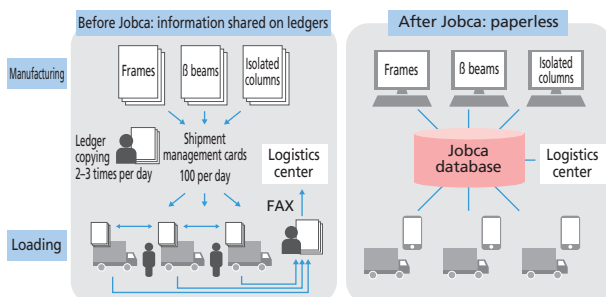 Before Jobca: information shared on ledgers
Manufacturing
Frames
ß beams
Isolated
columns
Ledger
copying
2–3 times per day
Shipment
management cards
100 per day
Logistics
center
FAX
Loading
After Jobca: paperless
Frames
ß beams
Isolated
columns
Jobca
database
Logistics
center